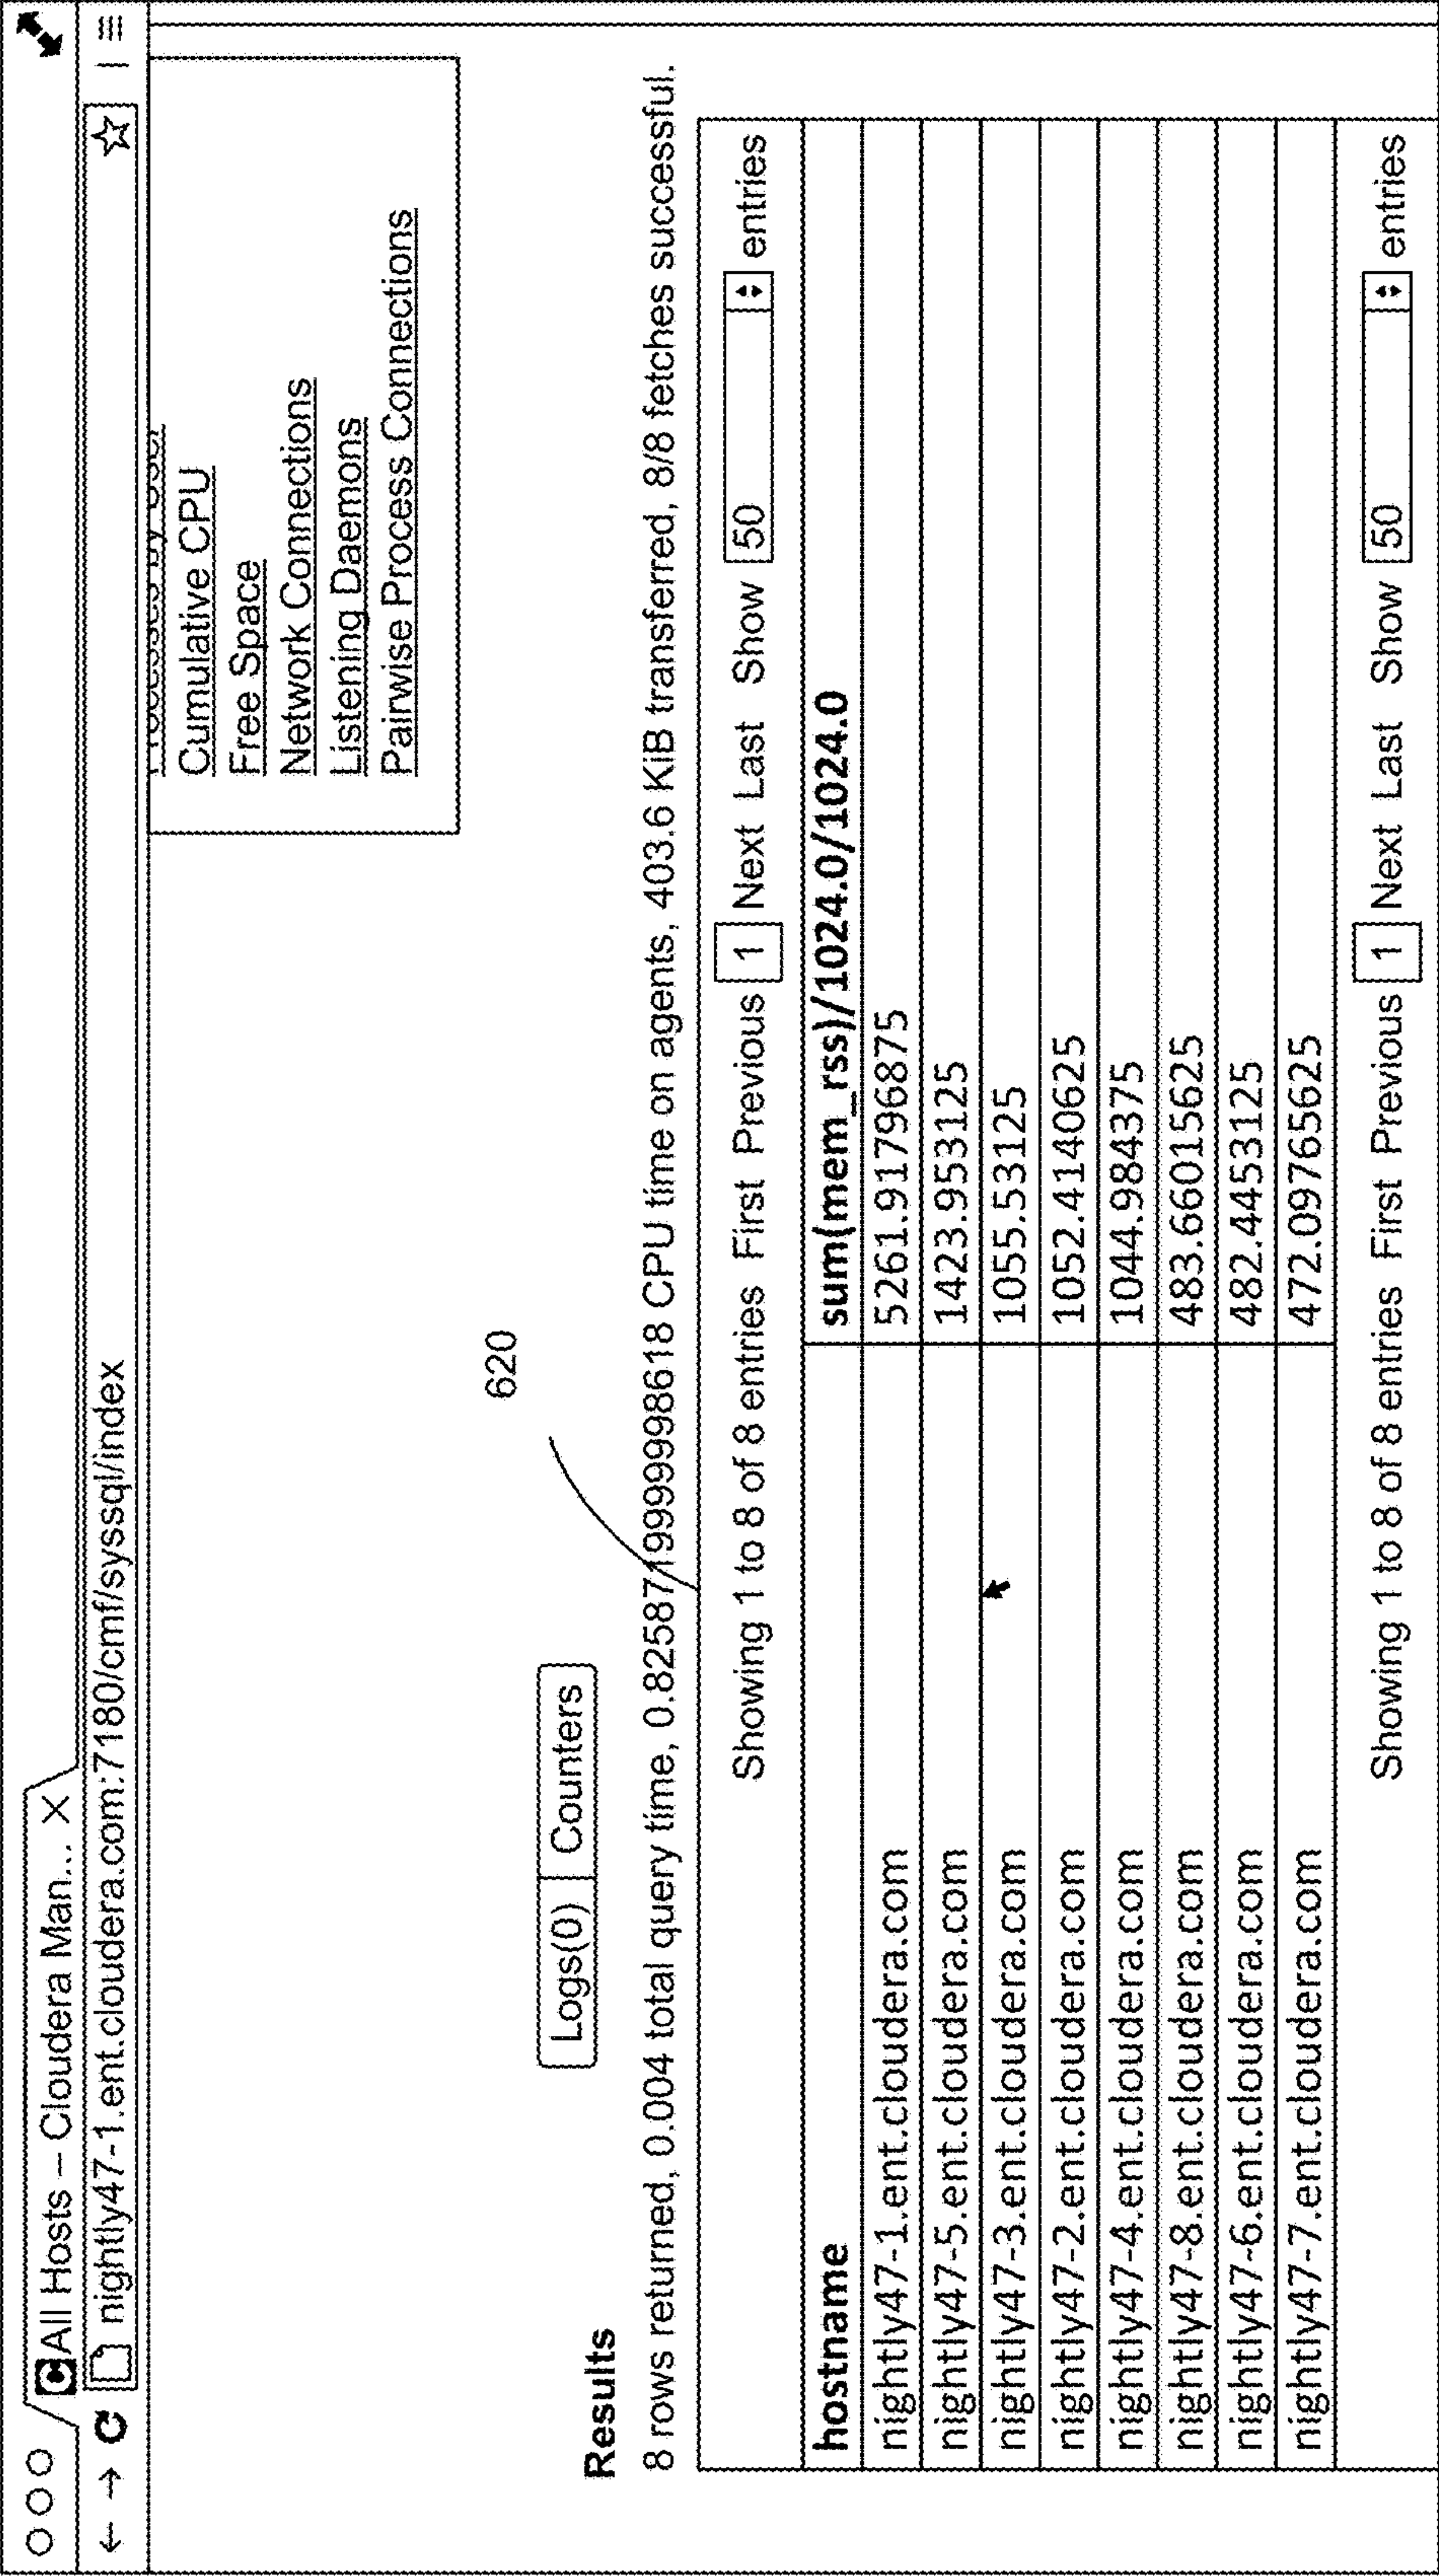 All Hosts – Cloudera Man... X
nightly47-1.ent.cloudera.com:7180/cmf/syssql/index
Cumulative CPU
Free Space
Network Connections
Listening Daemons
Pairwise Process Connections
620
Logs(0) Counters
Results
8 rows returned, 0.004 total query time, 0.8258719999998618 CPU time on agents, 403.6 KiB transferred, 8/8 fetches successful.
Showing 1 to 8 of 8 entries First Previous 1 Next Last Show 50 entries
hostname sum(mem_rss)/1024.0/1024.0
nightly47-1.ent.cloudera.com 5261.91796875
nightly47-5.ent.cloudera.com 1423.953125
nightly47-3.ent.cloudera.com 1055.53125
nightly47-2.ent.cloudera.com 1052.4140625
nightly47-4.ent.cloudera.com 1044.984375
nightly47-8.ent.cloudera.com 483.66015625
nightly47-6.ent.cloudera.com 482.4453125
nightly47-7.ent.cloudera.com 472.09765625
Showing 1 to 8 of 8 entries First Previous 1 Next Last Show 50 entries